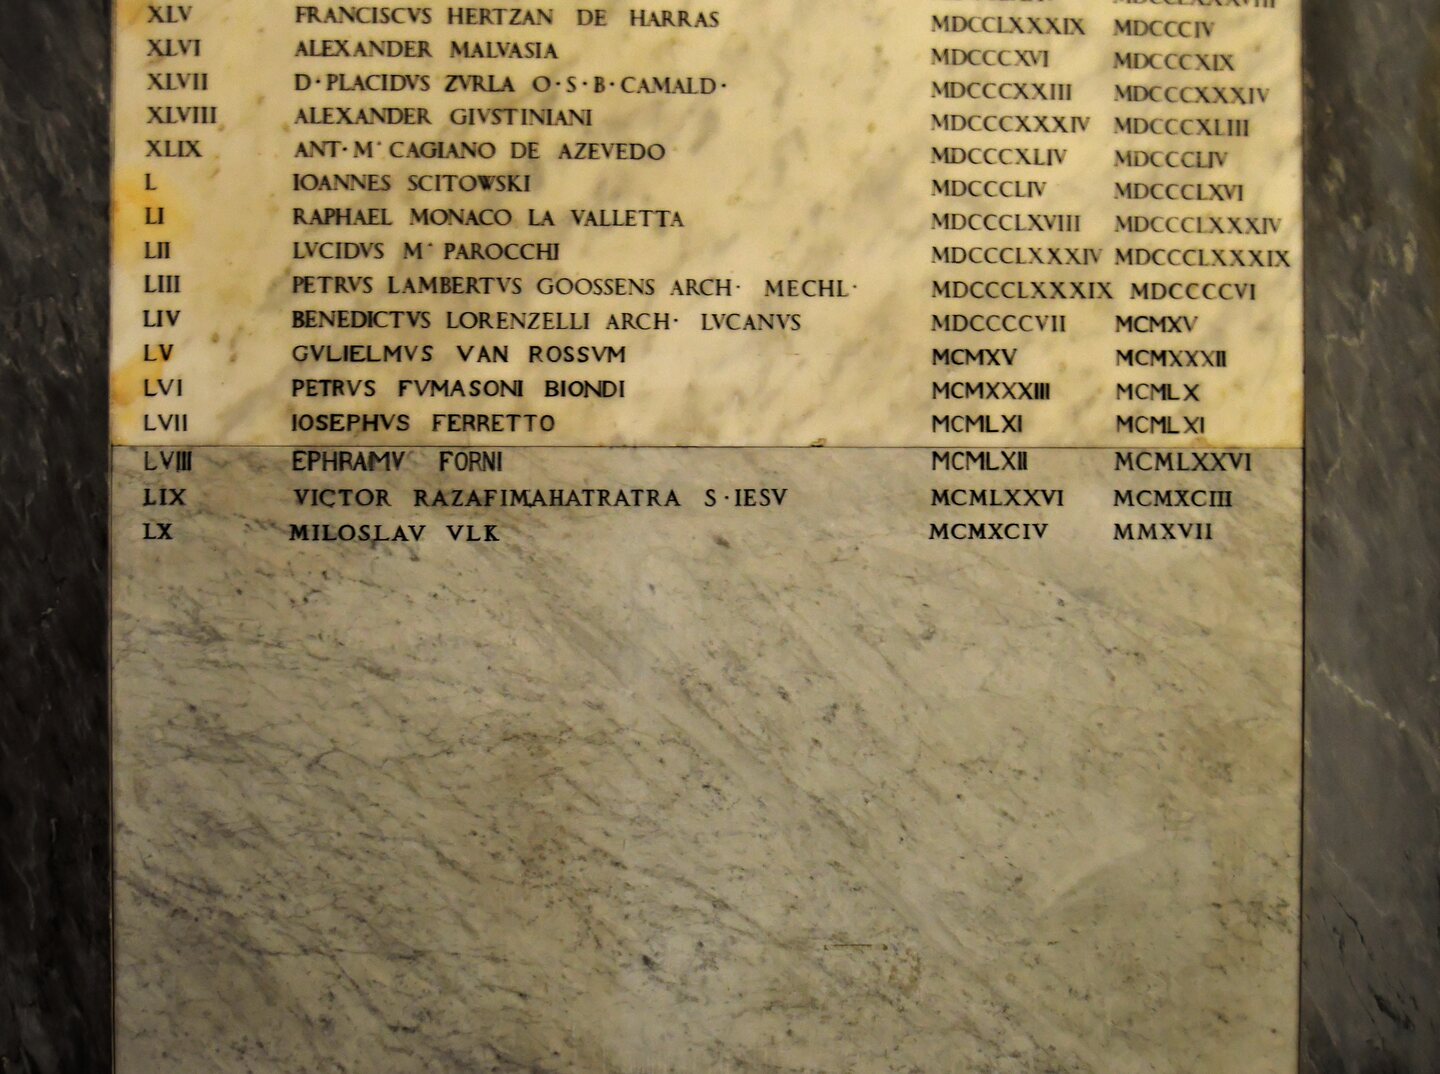 XLV FRANCISCVS HERTZAN DE HARRAS MDCCLXXXIX MDCCCIV
XLVI ALEXANDER MALVASIA MDCCCXVI MDCCCXIX
XLVII D·PLACIDVS ZVRLA O·S·B·CAMALD· MDCCCXXIII MDCCCXXXIV
XLVIII ALEXANDER GIVSTINIANI MDCCCXXXIV MDCCCXLIII
XLIX ANT·M· CAGIANO DE AZEVEDO MDCCCXLIV MDCCCLIV
L IOANNES SCITOWSKI MDCCCLIV MDCCCLXVI
LI RAPHAEL MONACO LA VALLETTA MDCCCLXVIII MDCCCLXXXIV
LII LVCIDVS M· PAROCCHI MDCCCLXXXIV MDCCCLXXXIX
LIII PETRVS LAMBERTVS GOOSSENS ARCH· MECHL· MDCCCLXXXIX MDCCCCVI
LIV BENEDICTVS LORENZELLI ARCH· LVCANVS MDCCCCVII MCMXV
LV GVLIELMVS VAN ROSSVM MCMXV MCMXXXII
LVI PETRVS FVMASONI BIONDI MCMXXXIII MCMLX
LVII IOSEPHVS FERRETTO MCMLXI MCMLXI
LVIII EPHRAMV FORNI MCMLXII MCMLXXVI
LIX VICTOR RAZAFIMAHATRATRA S·IESV MCMLXXVI MCMXCIII
LX MILOSLAV VLK MCMXCIV MMXVII